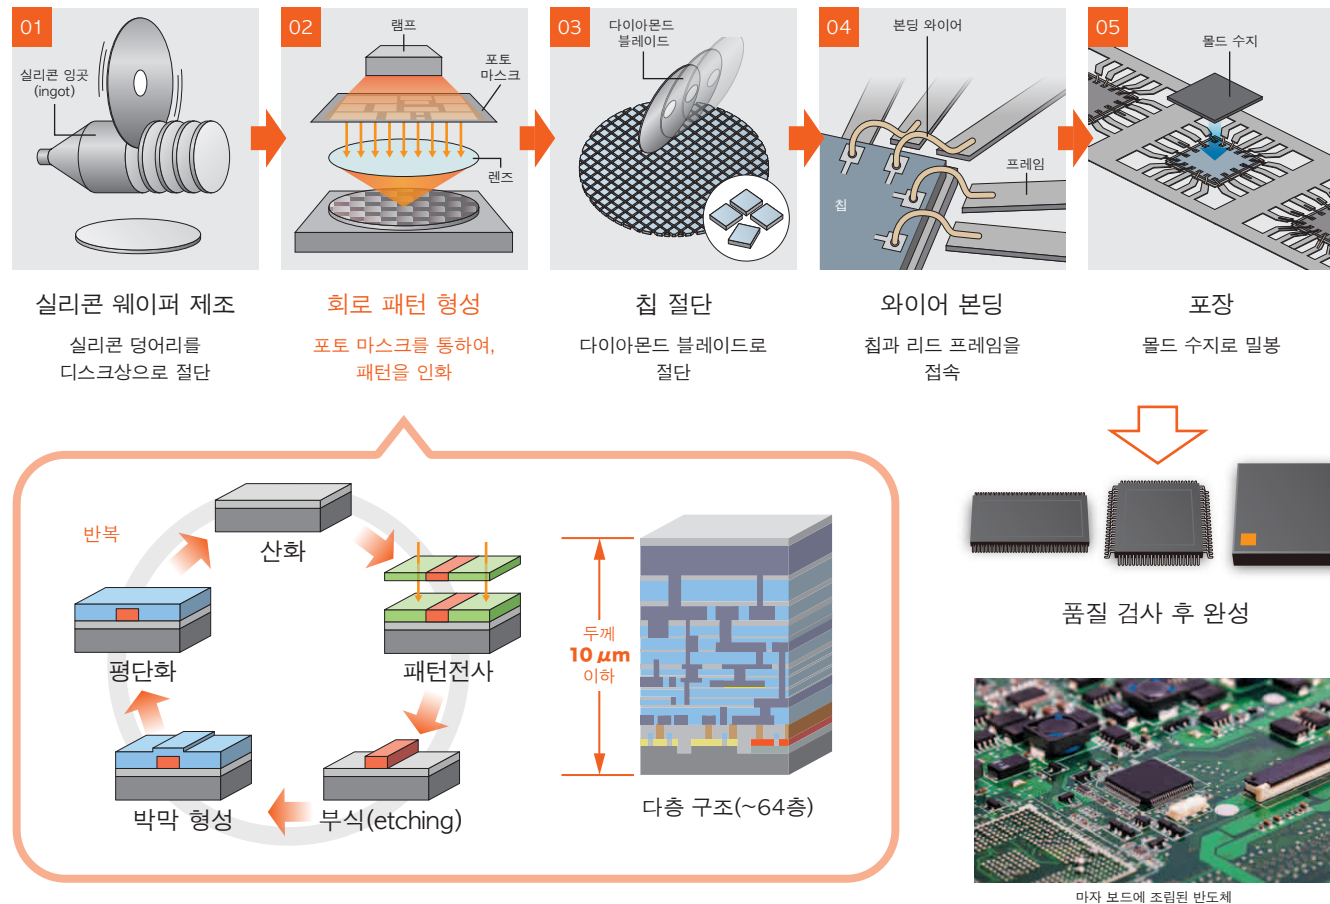 01
실리콘 잉곳
(ingot)
실리콘 웨이퍼 제조
실리콘 덩어리를
디스크상으로 절단
02
램프
포토
마스크
렌즈
회로 패턴 형성
포토 마스크를 통하여,
패턴을 인화
03
다이아몬드
블레이드
칩 절단
다이아몬드 블레이드로
절단
04
본딩 와이어
프레임
칩
와이어 본딩
칩과 리드 프레임을
접속
05
몰드 수지
포장
몰드 수지로 밀봉
반복
산화
패턴전사
부식(etching)
박막 형성
평단화
두께
10 μm
이하
다층 구조(~64층)
품질 검사 후 완성
마자 보드에 조립된 반도체